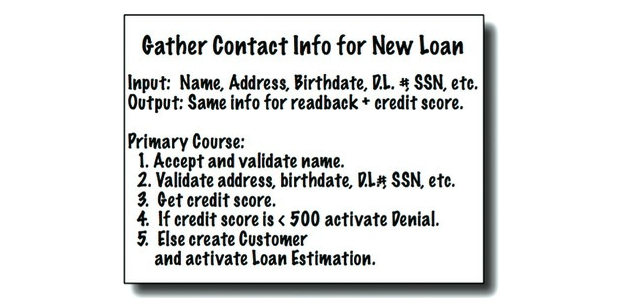 Gather Contact Info for New Loan
Input: Name, Address, Birthdate, D.L. #, SSN, etc.
Output: Same info for readback + credit score.
Primary Course:
1. Accept and validate name.
2. Validate address, birthdate, D.L#, SSN, etc.
3. Get credit score.
4. If credit score is < 500 activate Denial.
5. Else create Customer
and activate Loan Estimation.